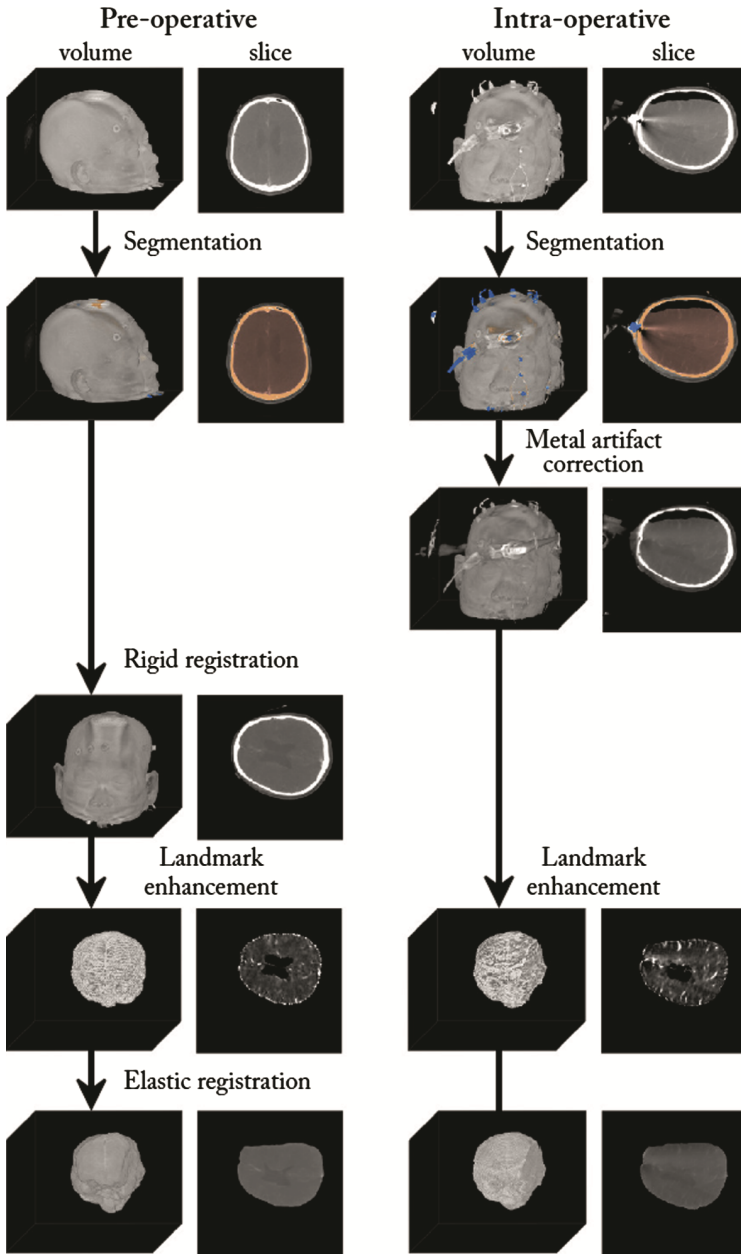 Pre-operative
Intra-operative
volume
slice
volume
slice
Segmentation
Segmentation
Metal artifact
correction
Rigid registration
Landmark
enhancement
Landmark
enhancement
Elastic registration